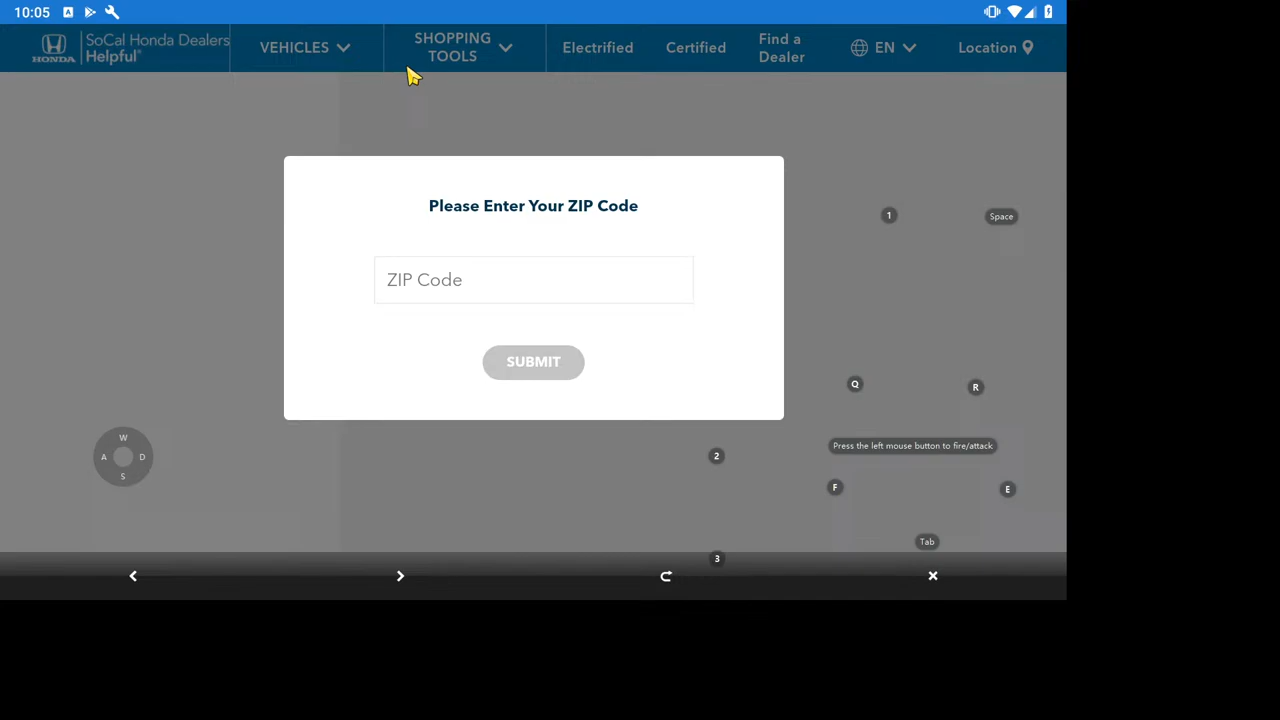 10:05
SoCal Honda Dealers
Helpful®
HONDA
VEHICLES
SHOPPING
TOOLS
Electrified
Certified
Find a
Dealer
EN
Location
Please Enter Your ZIP Code
ZIP Code
SUBMIT
1
Space
Q
R
W
A
D
S
Press the left mouse button to fire/attack
2
F
E
Tab
3